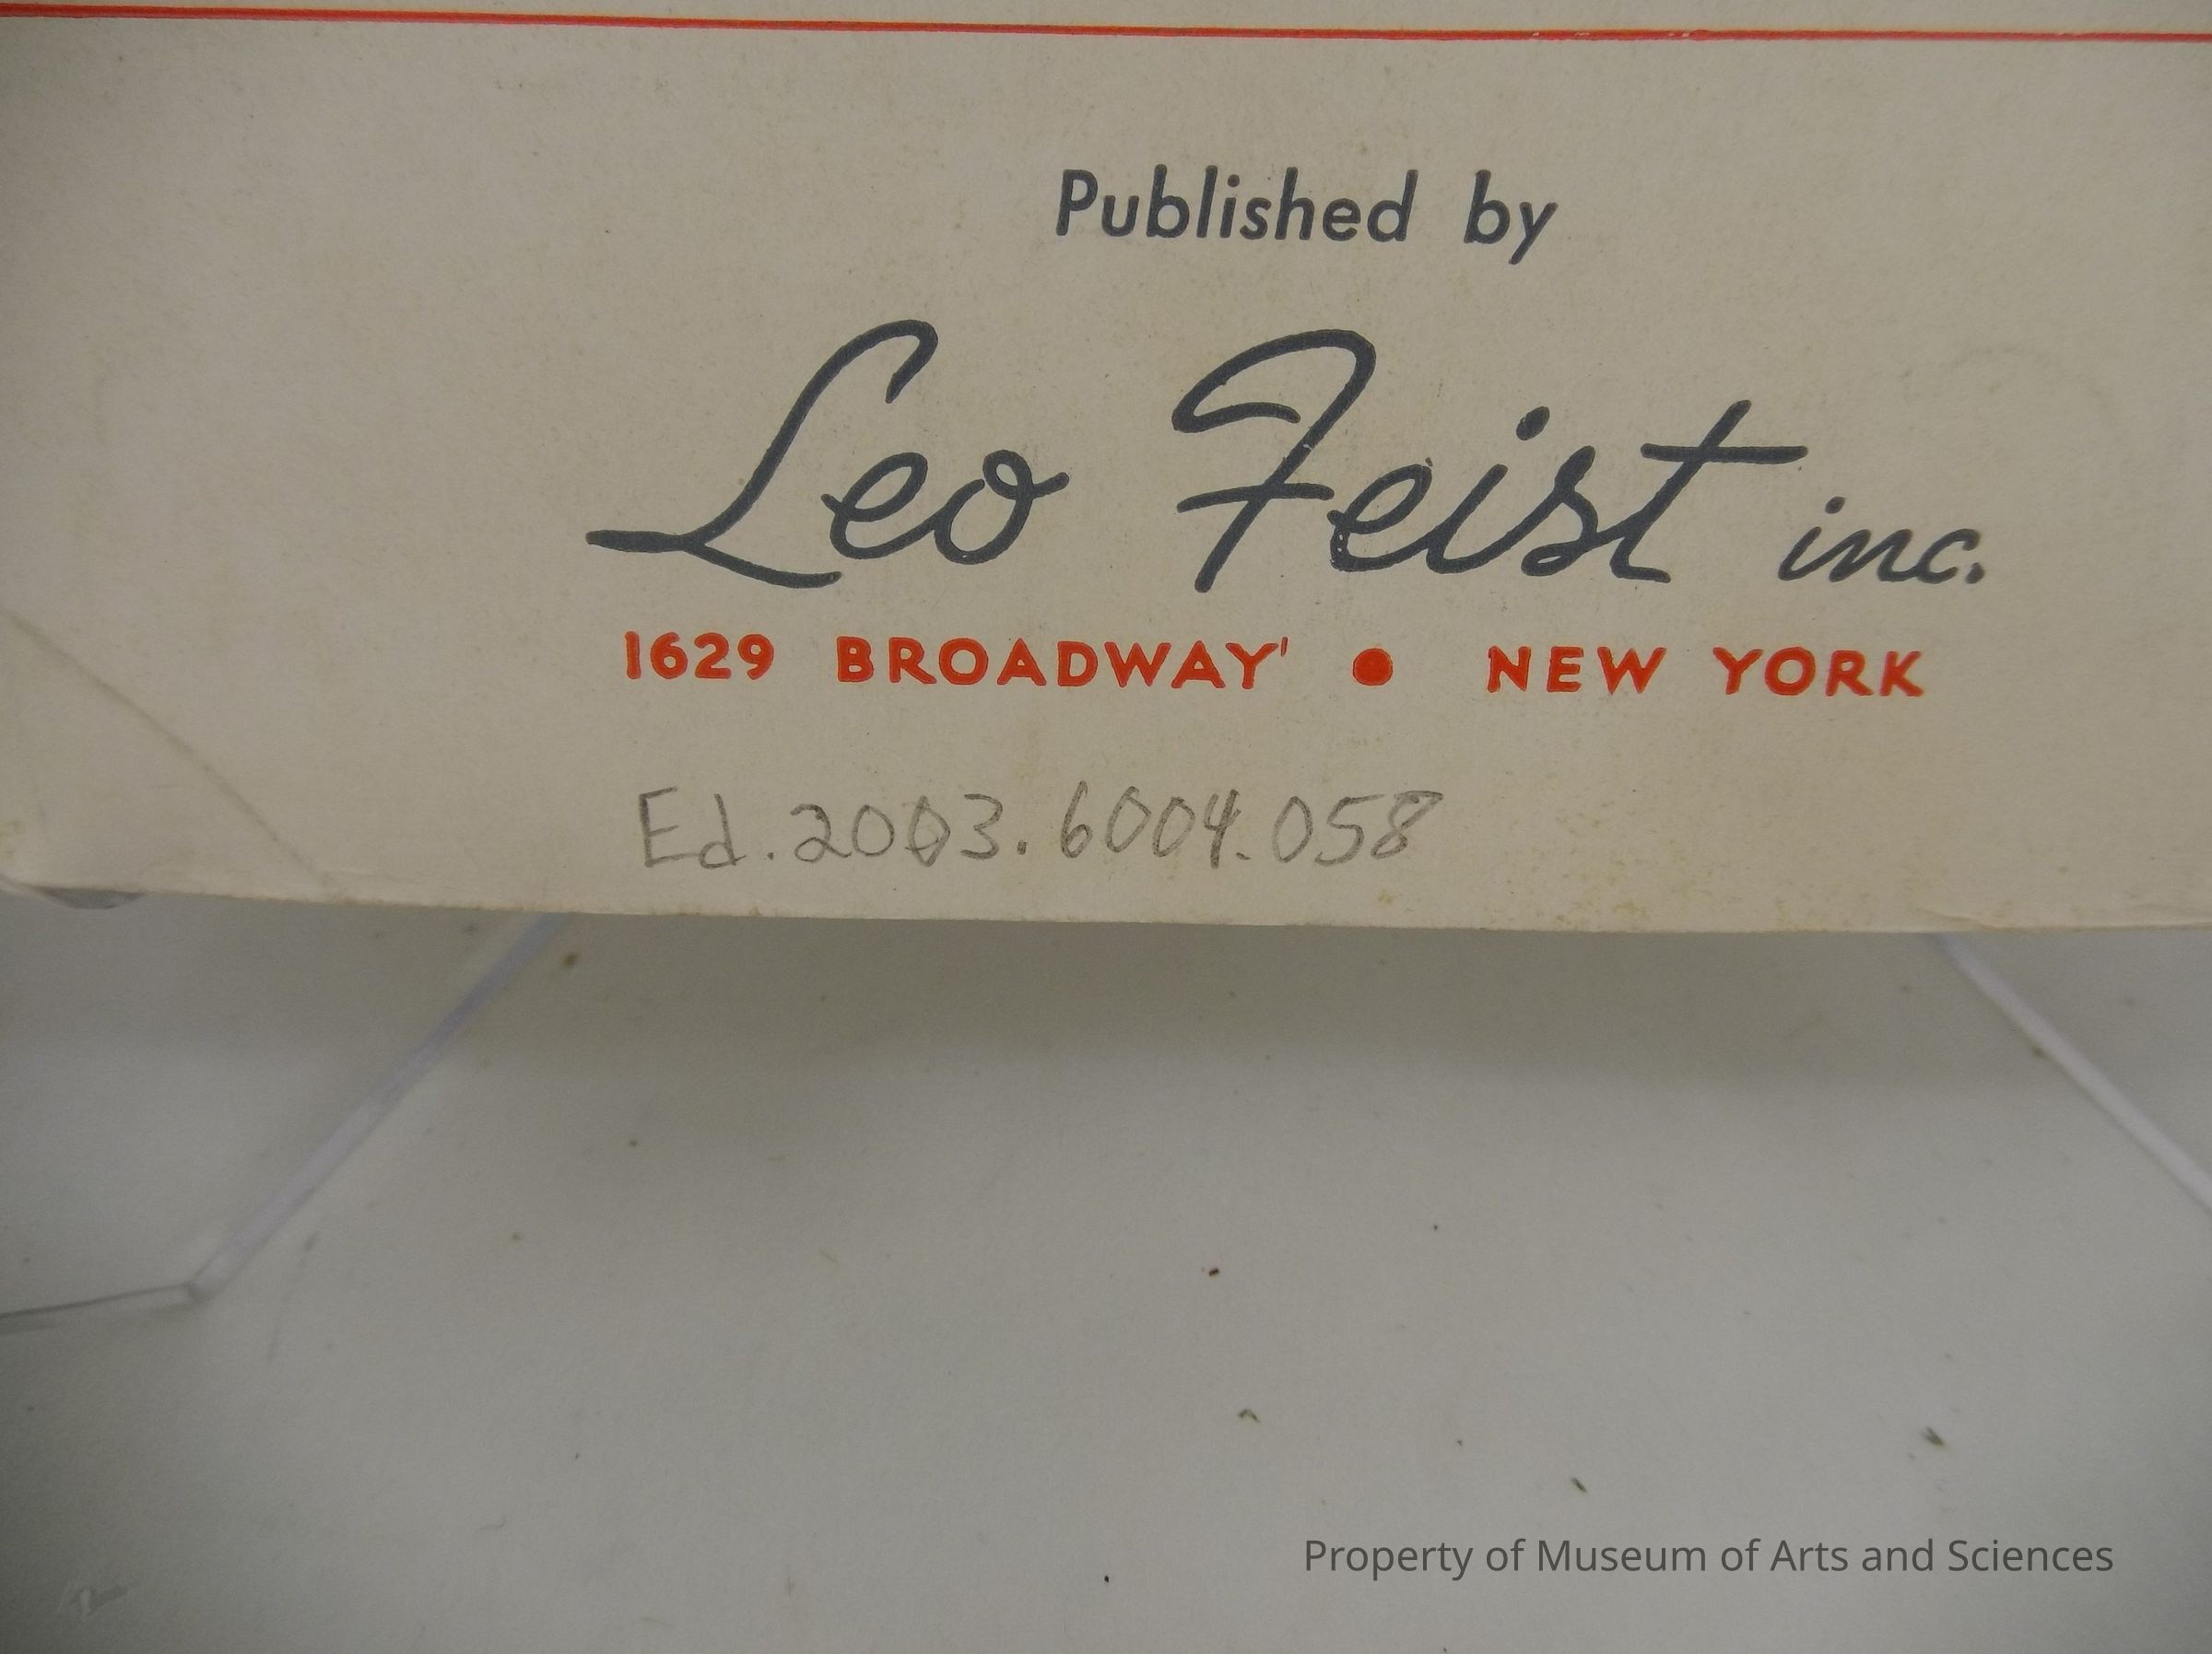 Published by
Leo Feist inc.
1629 BROADWAY' • NEW YORK
Ed.2003.6004.058
Property of Museum of Arts and Sciences